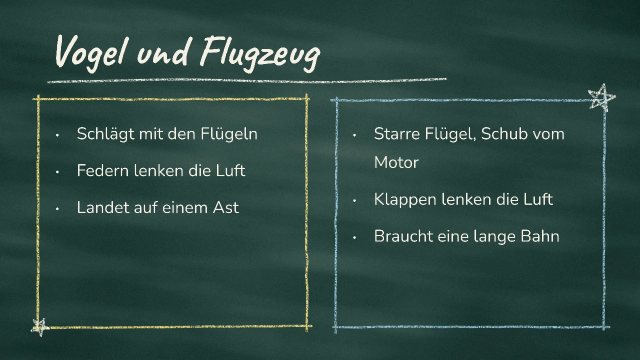 Vogel und Flugzeug
• Schlägt mit den Flügeln
• Federn lenken die Luft
• Landet auf einem Ast
• Starre Flügel, Schub vom
Motor
• Klappen lenken die Luft
• Braucht eine lange Bahn